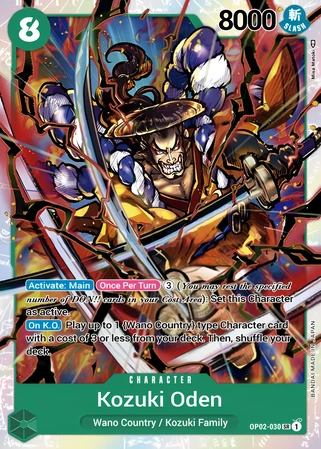 8
8000
斬
SLASH
Activate: Main Once Per Turn ③ (You may rest the specified
number of DON!! cards in your Cost Area): Set this Character
as active.
On K.O. Play up to 1 {Wano Country} type Character card
with a cost of 3 or less from your deck. Then, shuffle your
deck.
CHARACTER
Kozuki Oden
Wano Country / Kozuki Family
OP02-030 SR 1
BANDAI MADE IN JAPAN